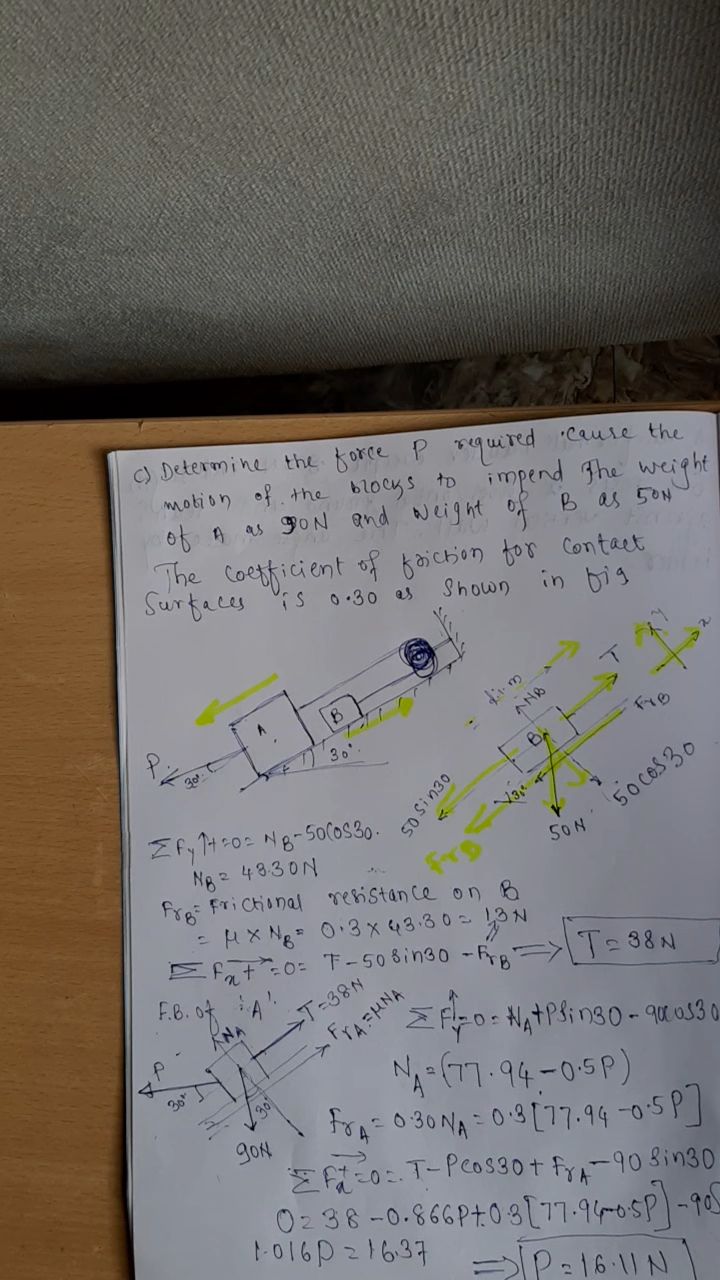 c) Determine the force P required cause the
motion of the blocks to impend The weight
of A as 90N and weight of B as 50N
The coefficient of friction for contact
Surfaces is 0.30 as shown in fig
A
B
P
30°
30°
y
x
T
NB
FrB
B
30°
50 sin30
FrB
50N
50cos30
ΣFy↑+=0= NB-50cos30.
NB= 43.30N
FrB= Frictional resistance on B
= μ×NB= 0.3×43.30= 13N
ΣFx→+=0= T-50sin30-FrB ⟹ T=38N
F.B. of 'A'.
NA
T=38N
FrA=μNA
P
30°
30
90N
ΣFy↑=0= NA+Psin30-90cos30
NA=(77.94-0.5P)
FrA=0.30NA=0.3[77.94-0.5P]
ΣFx→+=0= T-Pcos30+FrA-90sin30
0=38-0.866P+0.3[77.94-0.5P]-90S
1.016P=16.37 ⟹ P=16.11N